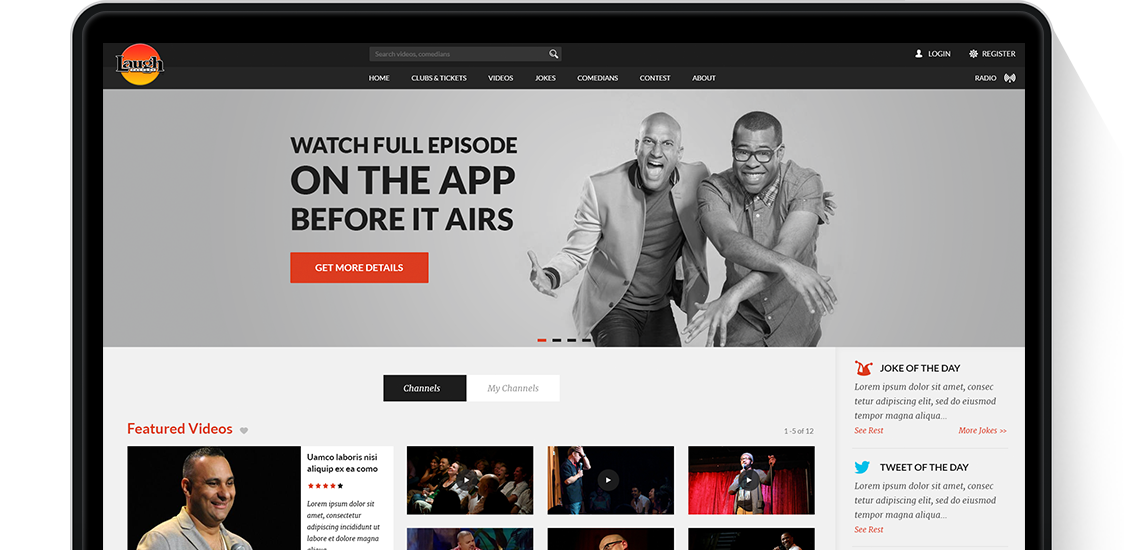 Laugh
Search videos, comedians
LOGIN
REGISTER
HOME
CLUBS & TICKETS
VIDEOS
JOKES
COMEDIANS
CONTEST
ABOUT
RADIO
WATCH FULL EPISODE
ON THE APP
BEFORE IT AIRS
GET MORE DETAILS
Channels
My Channels
Featured Videos
1 -5 of 12
Uamco laboris nisi
aliquip ex ea como
Lorem ipsum dolor sit
amet, consectetur
adipiscing incididunt ut
labore et dolore magna
aliqua
JOKE OF THE DAY
Lorem ipsum dolor sit amet, consec
tetur adipiscing elit, sed do eiusmod
tempor magna aliqua...
See Rest
More Jokes >>
TWEET OF THE DAY
Lorem ipsum dolor sit amet, consec
tetur adipiscing elit, sed do eiusmod
tempor magna aliqua...
See Rest